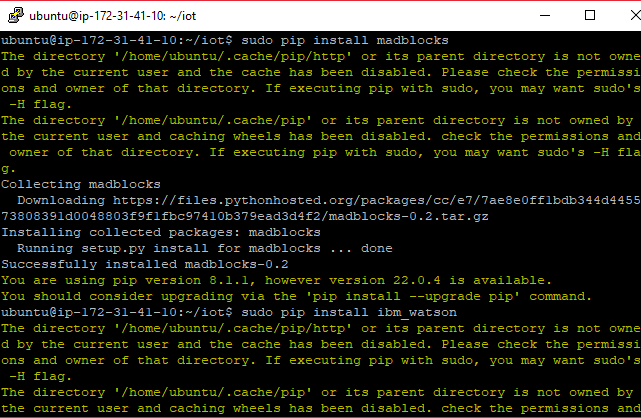 ubuntu@ip-172-31-41-10: ~/iot
ubuntu@ip-172-31-41-10:~/iot$ sudo pip install madblocks
The directory '/home/ubuntu/.cache/pip/http' or its parent directory is not owne
d by the current user and the cache has been disabled. Please check the permissi
ons and owner of that directory. If executing pip with sudo, you may want sudo's
 -H flag.
The directory '/home/ubuntu/.cache/pip' or its parent directory is not owned by
the current user and caching wheels has been disabled. check the permissions and
 owner of that directory. If executing pip with sudo, you may want sudo's -H fla
g.
Collecting madblocks
  Downloading https://files.pythonhosted.org/packages/cc/e7/7ae8e0ff1bdb344d4455
73808391d0048803f9f1fbc97410b379ead3d4f2/madblocks-0.2.tar.gz
Installing collected packages: madblocks
  Running setup.py install for madblocks ... done
Successfully installed madblocks-0.2
You are using pip version 8.1.1, however version 22.0.4 is available.
You should consider upgrading via the 'pip install --upgrade pip' command.
ubuntu@ip-172-31-41-10:~/iot$ sudo pip install ibm_watson
The directory '/home/ubuntu/.cache/pip/http' or its parent directory is not owne
d by the current user and the cache has been disabled. Please check the permissi
ons and owner of that directory. If executing pip with sudo, you may want sudo's
 -H flag.
The directory '/home/ubuntu/.cache/pip' or its parent directory is not owned by
the current user and caching wheels has been disabled. check the permissions and